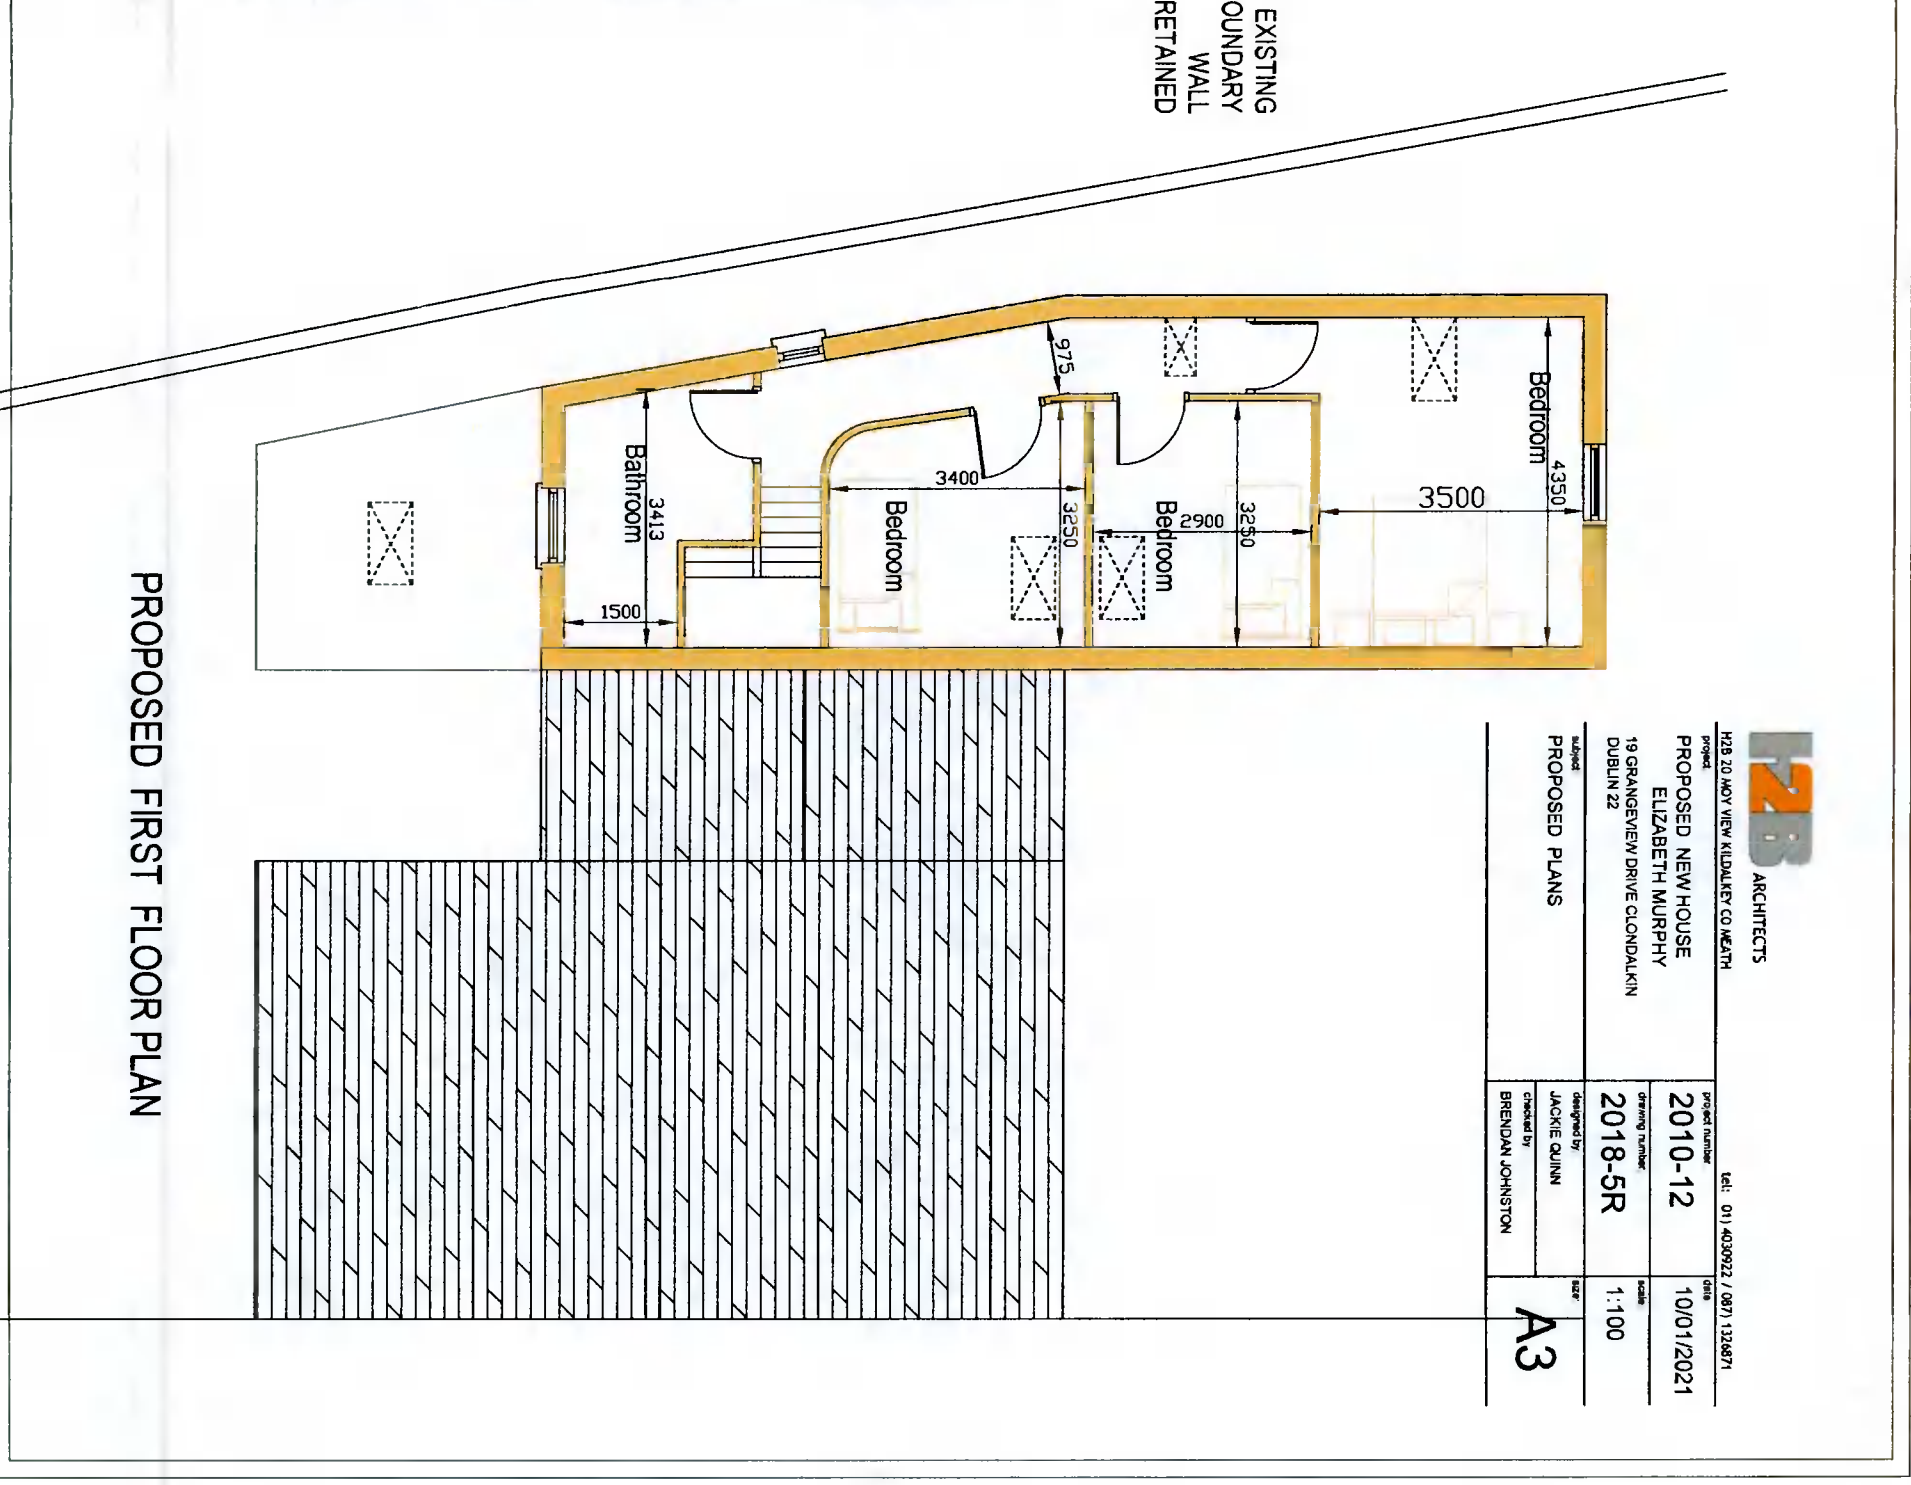 EXISTING
OUNDARY
WALL
RETAINED
Bedroom
4350
3500
975
Bedroom
2900
3250
Bedroom
3400
3250
Bathroom
3413
1500
H2B ARCHITECTS
H2B 20 MOY VIEW KILDALKEY CO MEATH
tel: 01) 4030922 / 087) 1326871
project
PROPOSED NEW HOUSE
ELIZABETH MURPHY
19 GRANGEVIEW DRIVE CLONDALKIN
DUBLIN 22
project number
2010-12
date
10/01/2021
drawing number
2018-5R
scale
1:100
subject
PROPOSED PLANS
designed by
JACKIE QUINN
checked by
BRENDAN JOHNSTON
size
A3
PROPOSED FIRST FLOOR PLAN